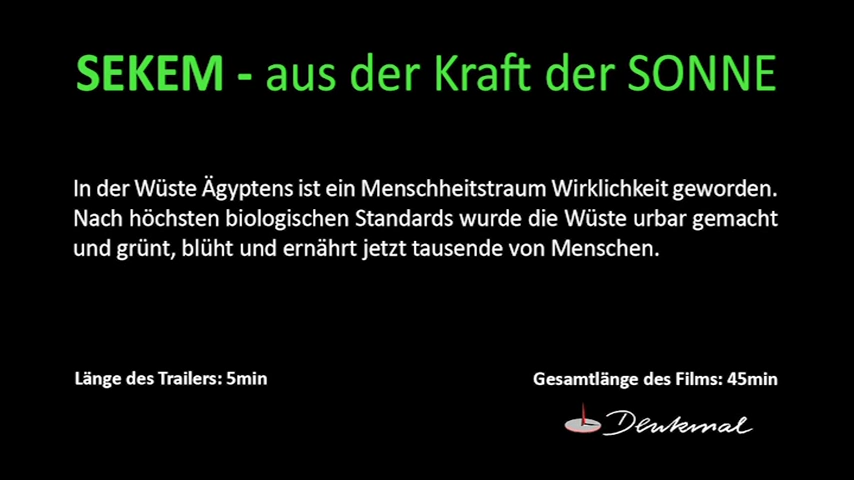 SEKEM - aus der Kraft der SONNE
In der Wüste Ägyptens ist ein Menschheitstraum Wirklichkeit geworden.
Nach höchsten biologischen Standards wurde die Wüste urbar gemacht
und grünt, blüht und ernährt jetzt tausende von Menschen.
Länge des Trailers: 5min
Gesamtlänge des Films: 45min
Denkmal